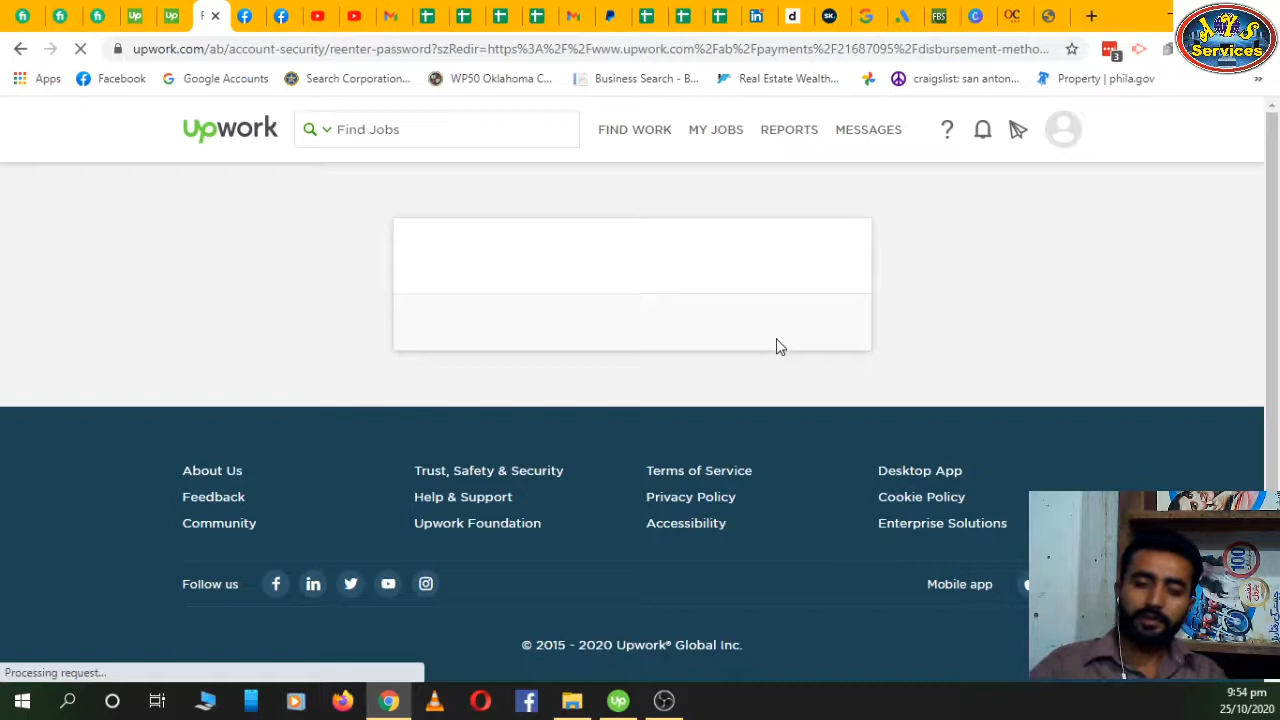 upwork.com/ab/account-security/reenter-password?szRedir=https%3A%2F%2Fwww.upwork.com%2Fab%2Fpayments%2F21687095%2Fdisbursement-metho...
3
AZS
Services
Apps Facebook Google Accounts Search Corporation... WP50 Oklahoma C... Business Search - B... Real Estate Wealth... craigslist: san anton... Property | phila.gov »
upwork Find Jobs FIND WORK MY JOBS REPORTS MESSAGES ?
About Us Trust, Safety & Security Terms of Service Desktop App
Feedback Help & Support Privacy Policy Cookie Policy
Community Upwork Foundation Accessibility Enterprise Solutions
100
Follow us Mobile app
© 2015 - 2020 Upwork® Global Inc.
Processing request...
9:54 pm
25/10/2020